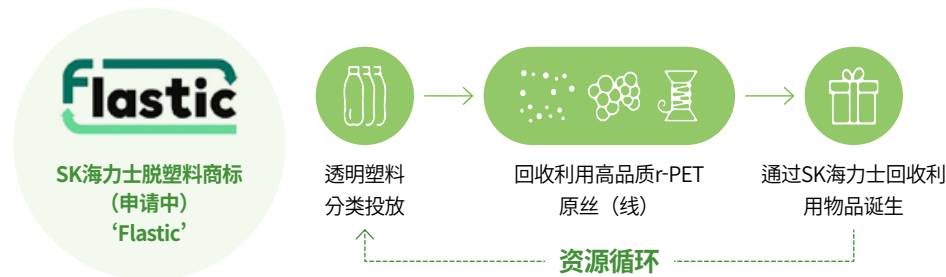 Flastic
SK海力士脱塑料商标
（申请中）
‘Flastic’
透明塑料
分类投放
回收利用高品质r-PET
原丝（线）
通过SK海力士回收利
用物品诞生
资源循环